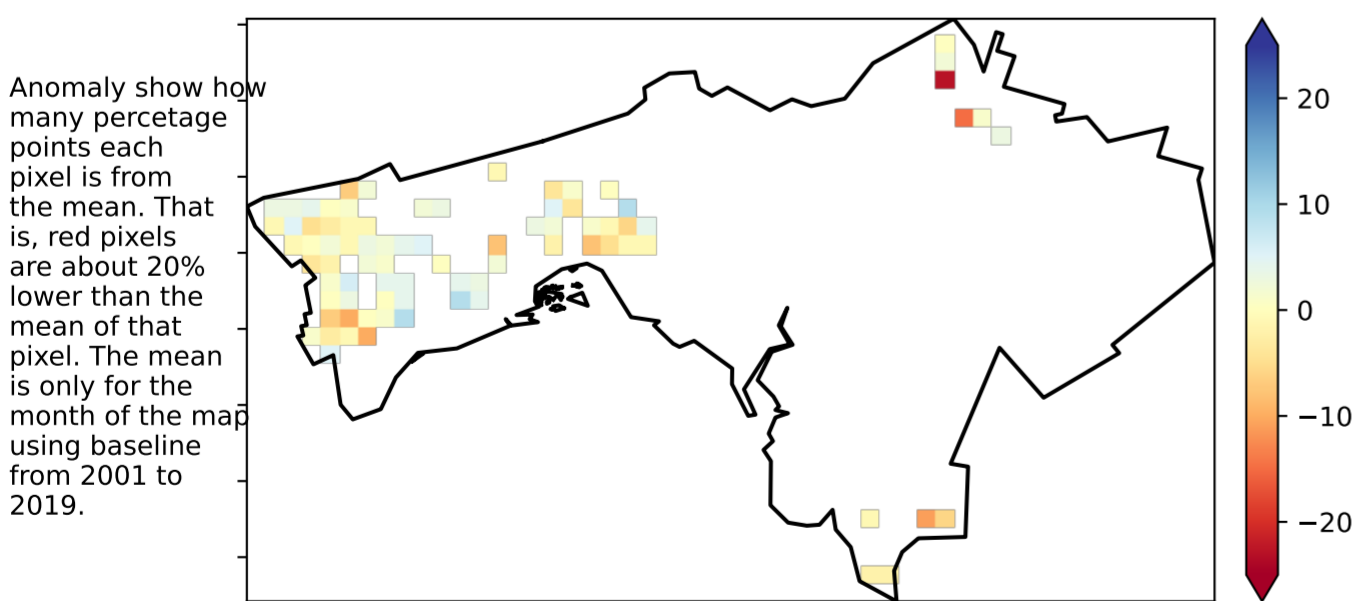 Anomaly show how
many percetage
points each
pixel is from
the mean. That
is, red pixels
are about 20%
lower than the
mean of that
pixel. The mean
is only for the
month of the map
using baseline
from 2001 to
2019.
20
10
0
−10
−20